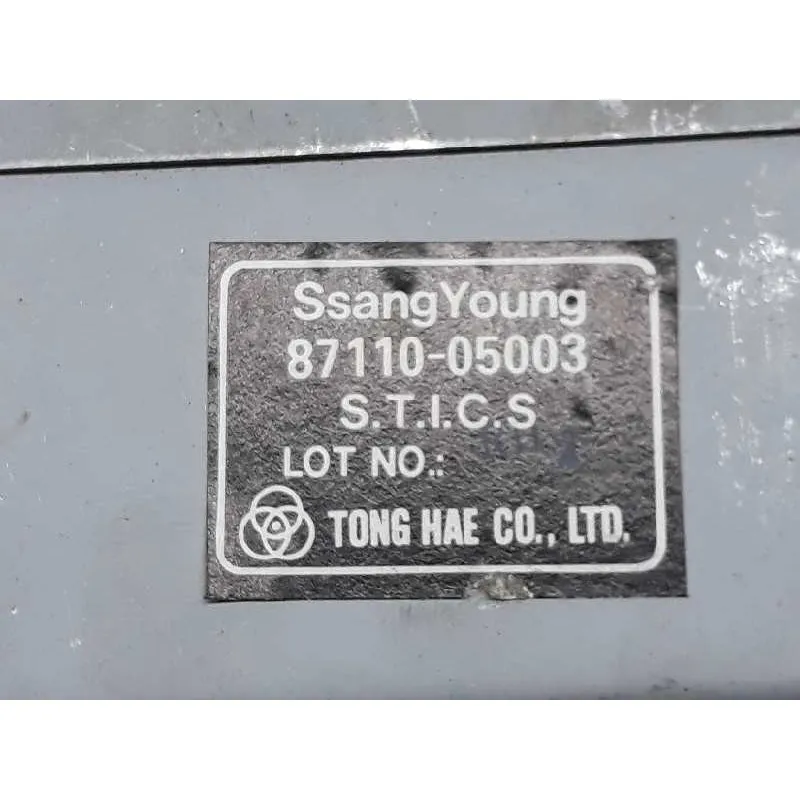 SsangYoung
87110-05003
S.T.I.C.S
LOT NO.:
TONG HAE CO., LTD.